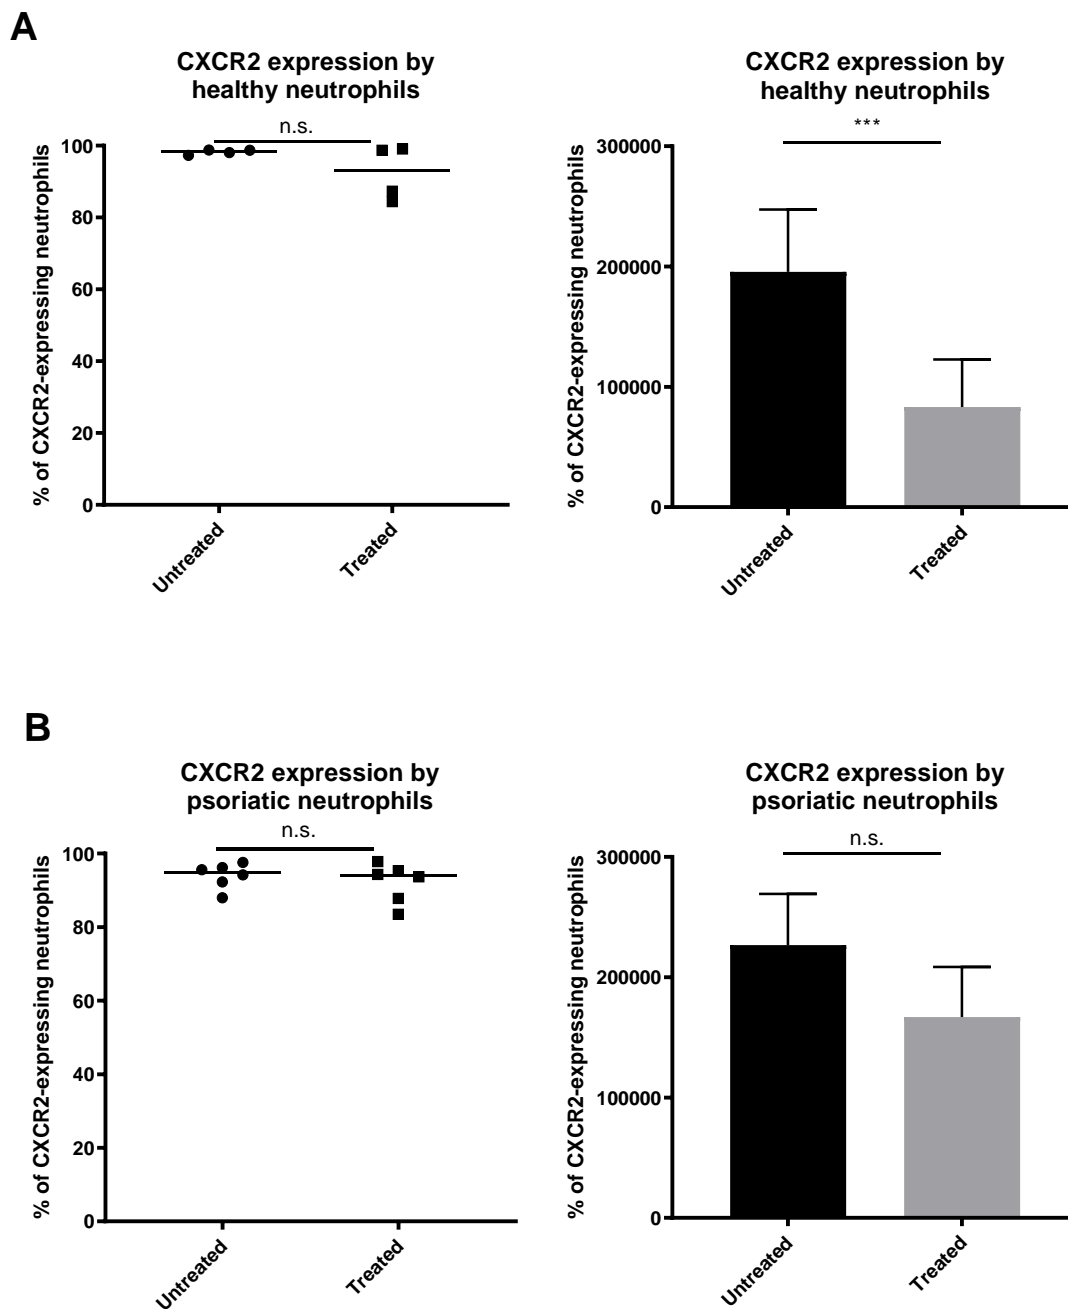 A
CXCR2 expression by
healthy neutrophils
n.s.
% of CXCR2-expressing neutrophils
100
80
60
40
20
0
Untreated
Treated
CXCR2 expression by
healthy neutrophils
***
% of CXCR2-expressing neutrophils
300000
200000
100000
0
Untreated
Treated
B
CXCR2 expression by
psoriatic neutrophils
n.s.
% of CXCR2-expressing neutrophils
100
80
60
40
20
0
Untreated
Treated
CXCR2 expression by
psoriatic neutrophils
n.s.
% of CXCR2-expressing neutrophils
300000
200000
100000
0
Untreated
Treated